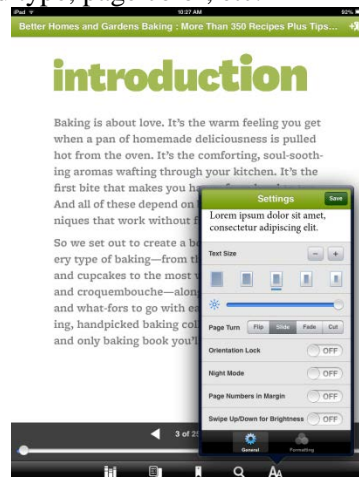 iPad
10:27 AM
92%
Better Homes and Gardens Baking : More Than 350 Recipes Plus Tips...
introduction
Baking is about love. It's the warm feeling you get
when a pan of homemade deliciousness is pulled
hot from the oven. It's the comforting, soul-sooth-
ing aromas wafting through your kitchen. It's the
first bite that makes you
And all of these depend on
niques that work without
So we set out to create a
ery type of baking—from
and cupcakes to the most
and croquembouche—along
and what-fors to go with
ing, handpicked baking
and only baking book you'll
Settings
Save
Lorem ipsum dolor sit amet,
consectetur adipiscing elit.
Text Size
- +
Page Turn Flip Slide Fade Cut
Orientation Lock OFF
Night Mode OFF
Page Numbers in Margin OFF
Swipe Up/Down for Brightness OFF
General Formatting
3 of
AA